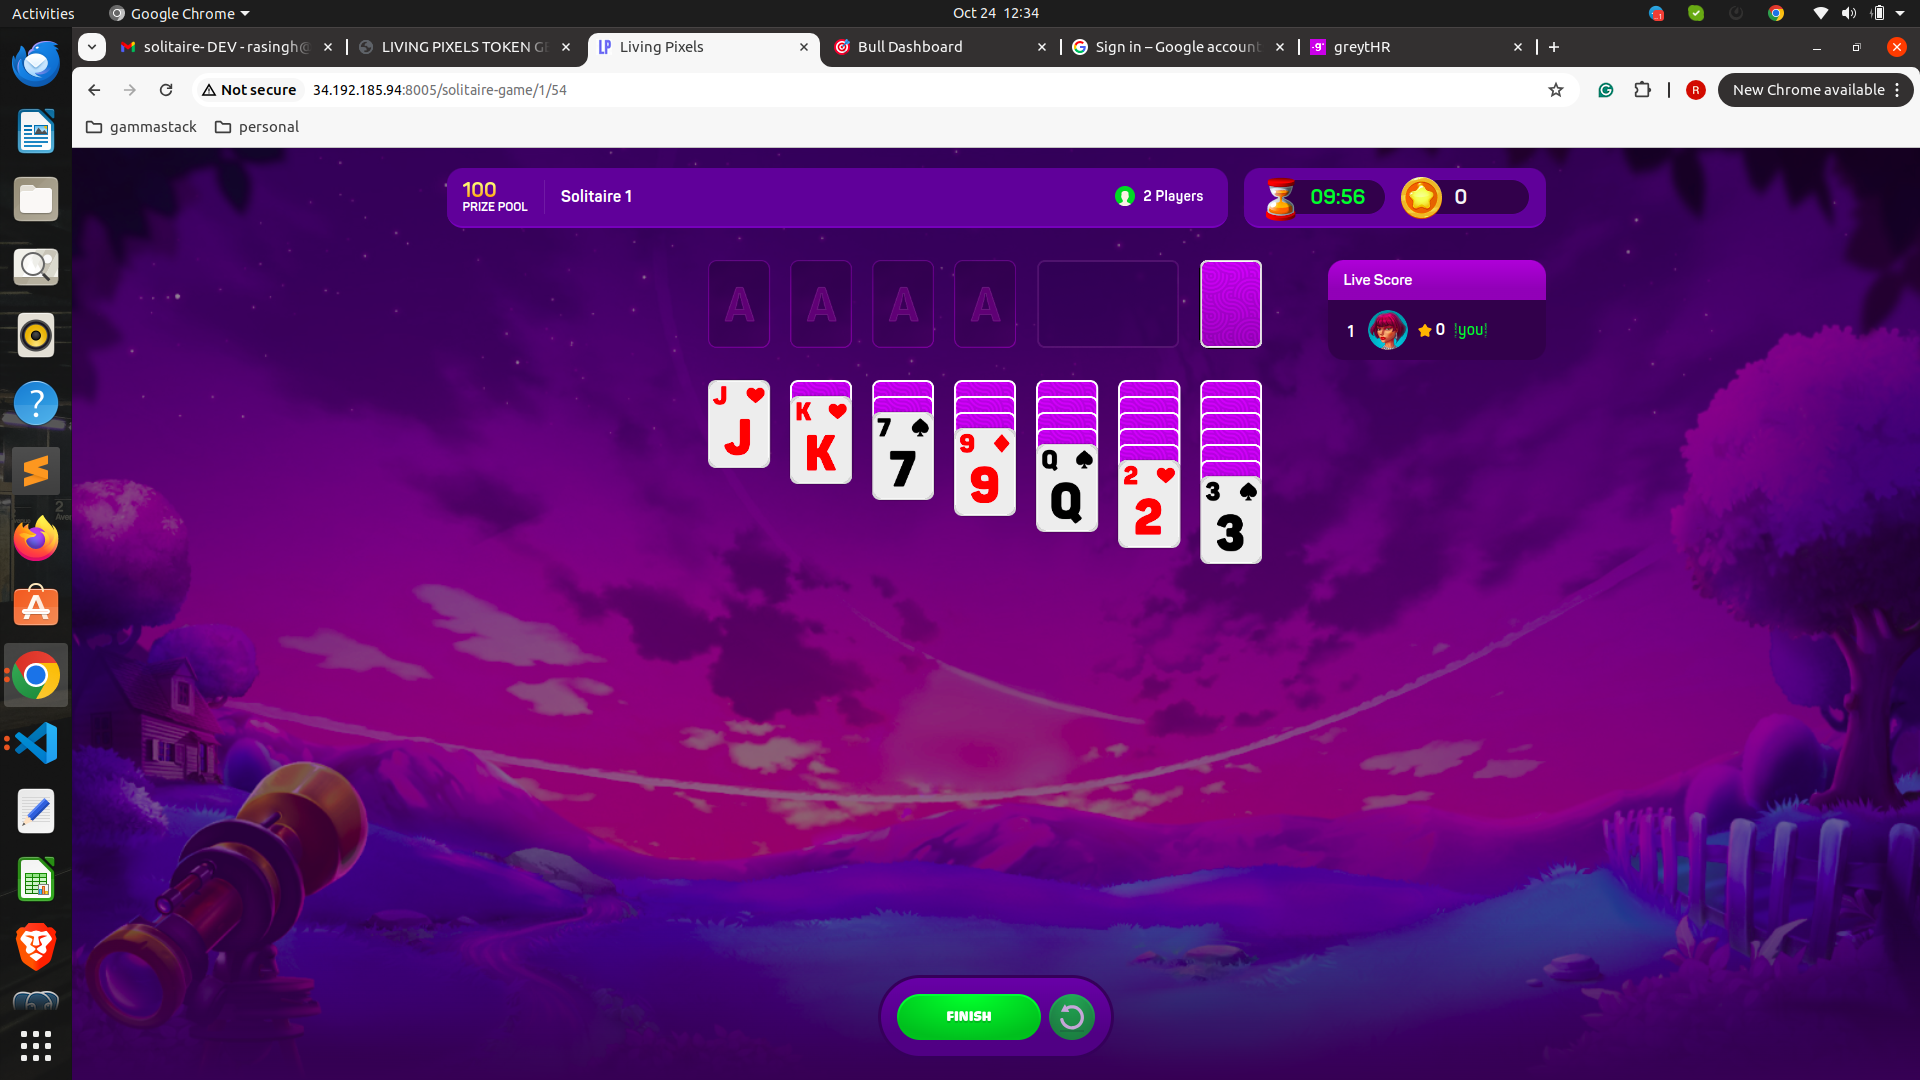 Activities
Google Chrome
Oct 24 12:34
solitaire- DEV - rasingh@
LIVING PIXELS TOKEN GE
Living Pixels
Bull Dashboard
Sign in – Google account
greytHR
Not secure
34.192.185.94:8005/solitaire-game/1/54
R
New Chrome available
gammastack
personal
100
PRIZE POOL
Solitaire 1
2 Players
09:56
0
A A A A
Live Score
1 0 !you!
J
J
K
K
7
7
9
9
Q
Q
2
2
3
3
FINISH